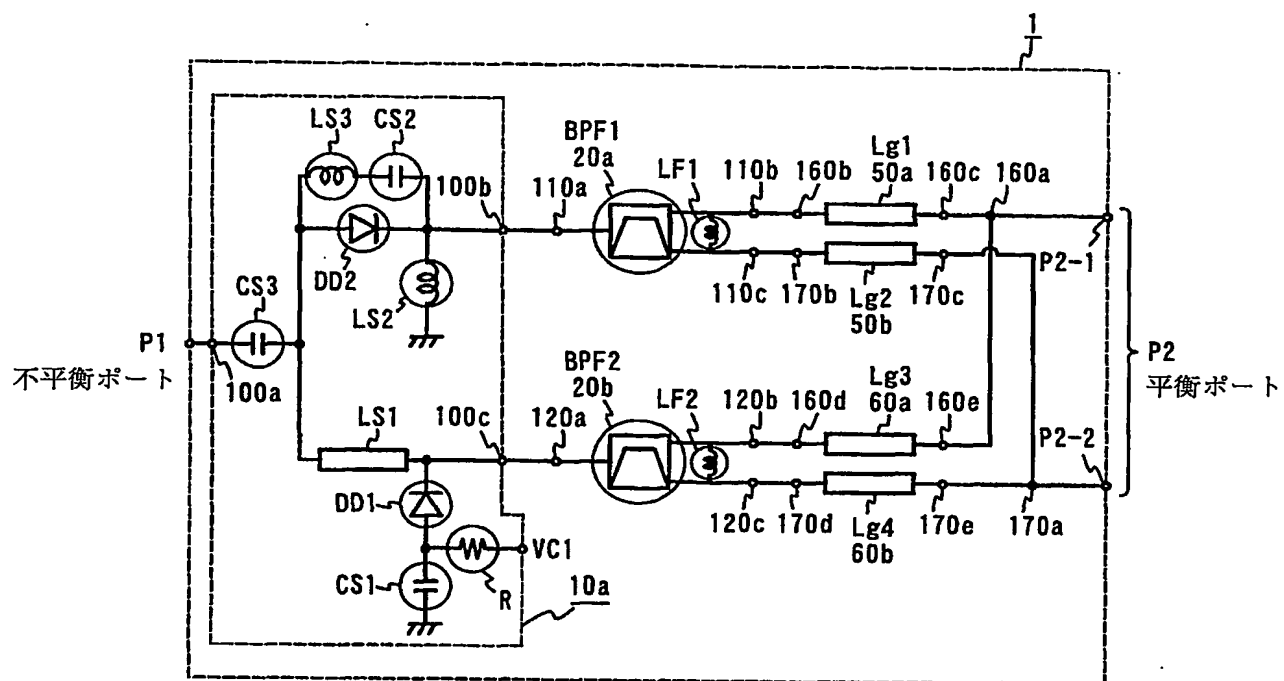 1
LS3 CS2
BPF1
20a
LF1
110b 160b
Lg1
50a
160c 160a
100b
110a
DD2
CS3
LS2
110c 170b
Lg2
50b
170c
P2-1
P1
不平衡ポート
100a
P2
平衡ポート
BPF2
20b
LF2
120b 160d
Lg3
60a
160e
LS1
100c
120a
P2-2
DD1
120c 170d
Lg4
60b
170e
170a
VC1
CS1
R
10a